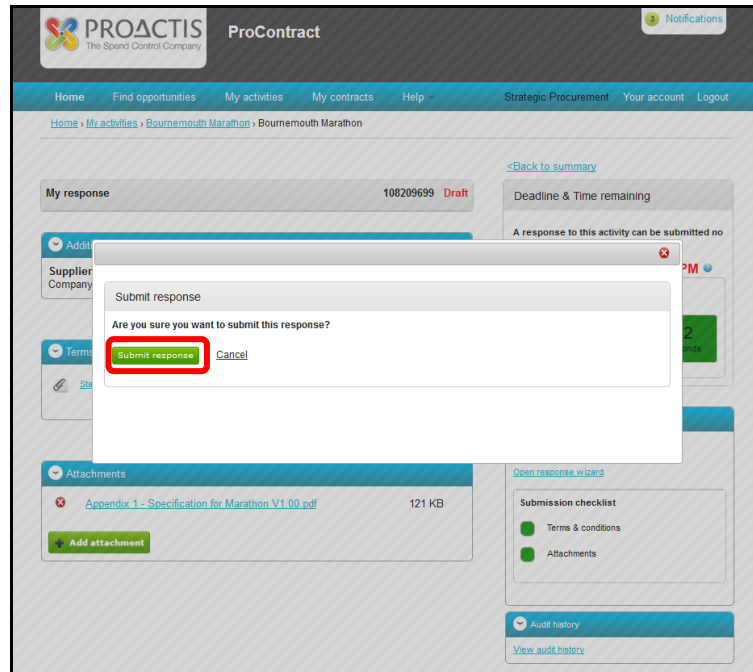 PROACTIS
The Spend Control Company
ProContract
3 Notifications
Home Find opportunities My activities My contracts Help Strategic Procurement Your account Logout
Home › My activities › Bournemouth Marathon › Bournemouth Marathon
<Back to summary
My response 108209699 Draft
Deadline & Time remaining
A response to this activity can be submitted no
PM
Supplier
Company
Submit response
Are you sure you want to submit this response?
Submit response Cancel
2
Terms
Attachments
Appendix 1 - Specification for Marathon V1.00.pdf 121 KB
Add attachment
Open response wizard
Submission checklist
Terms & conditions
Attachments
Audit history
View audit history